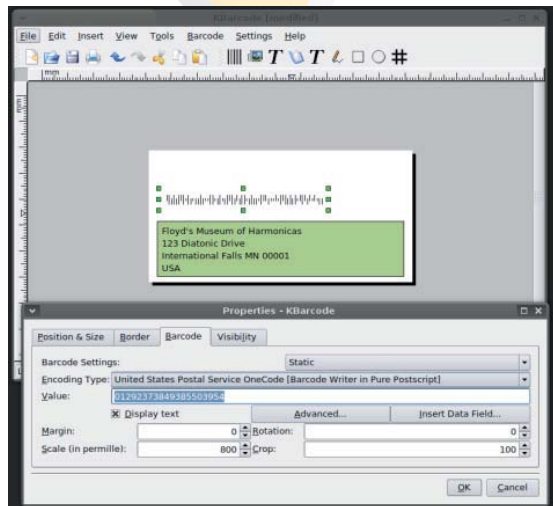 KBarcode [modified]
File Edit Insert View Tools Barcode Settings Help
mm
Floyd's Museum of Harmonicas
123 Diatonic Drive
International Falls MN 00001
USA
Properties - KBarcode
Position & Size Border Barcode Visibility
Barcode Settings: Static
Encoding Type: United States Postal Service OneCode [Barcode Writer in Pure Postscript]
Value: 01292373849385503954
Display text Advanced... Insert Data Field...
Margin: 0 Rotation: 0
Scale (in permille): 800 Crop: 100
OK Cancel